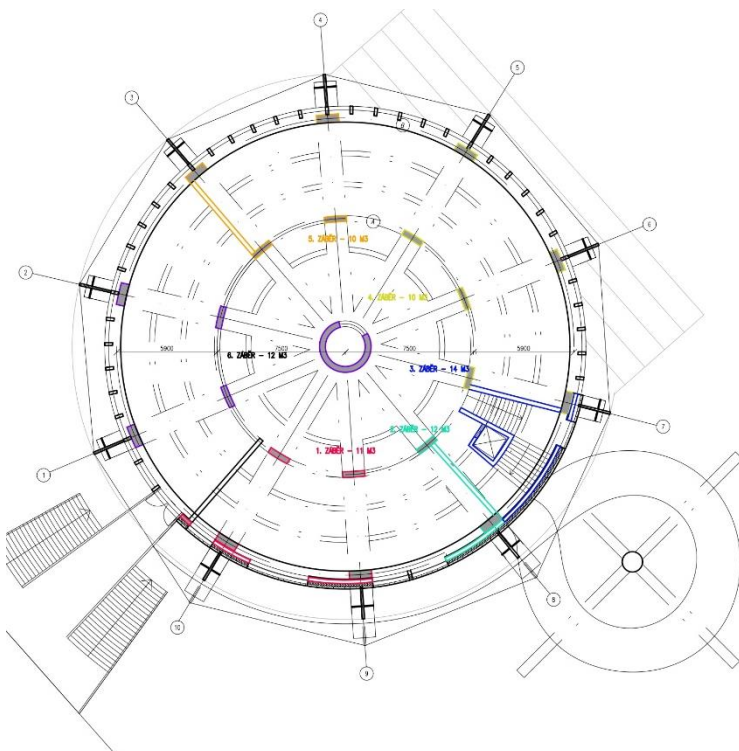 4
5
3
B
A
5. ZÁBĚR - 10 M3
6
2
4. ZÁBĚR - 10 M3
5900
7500
7500
5900
6. ZÁBĚR - 12 M3
3. ZÁBĚR - 14 M3
7
2. ZÁBĚR - 12 M3
1
1. ZÁBĚR - 11 M3
8
10
9